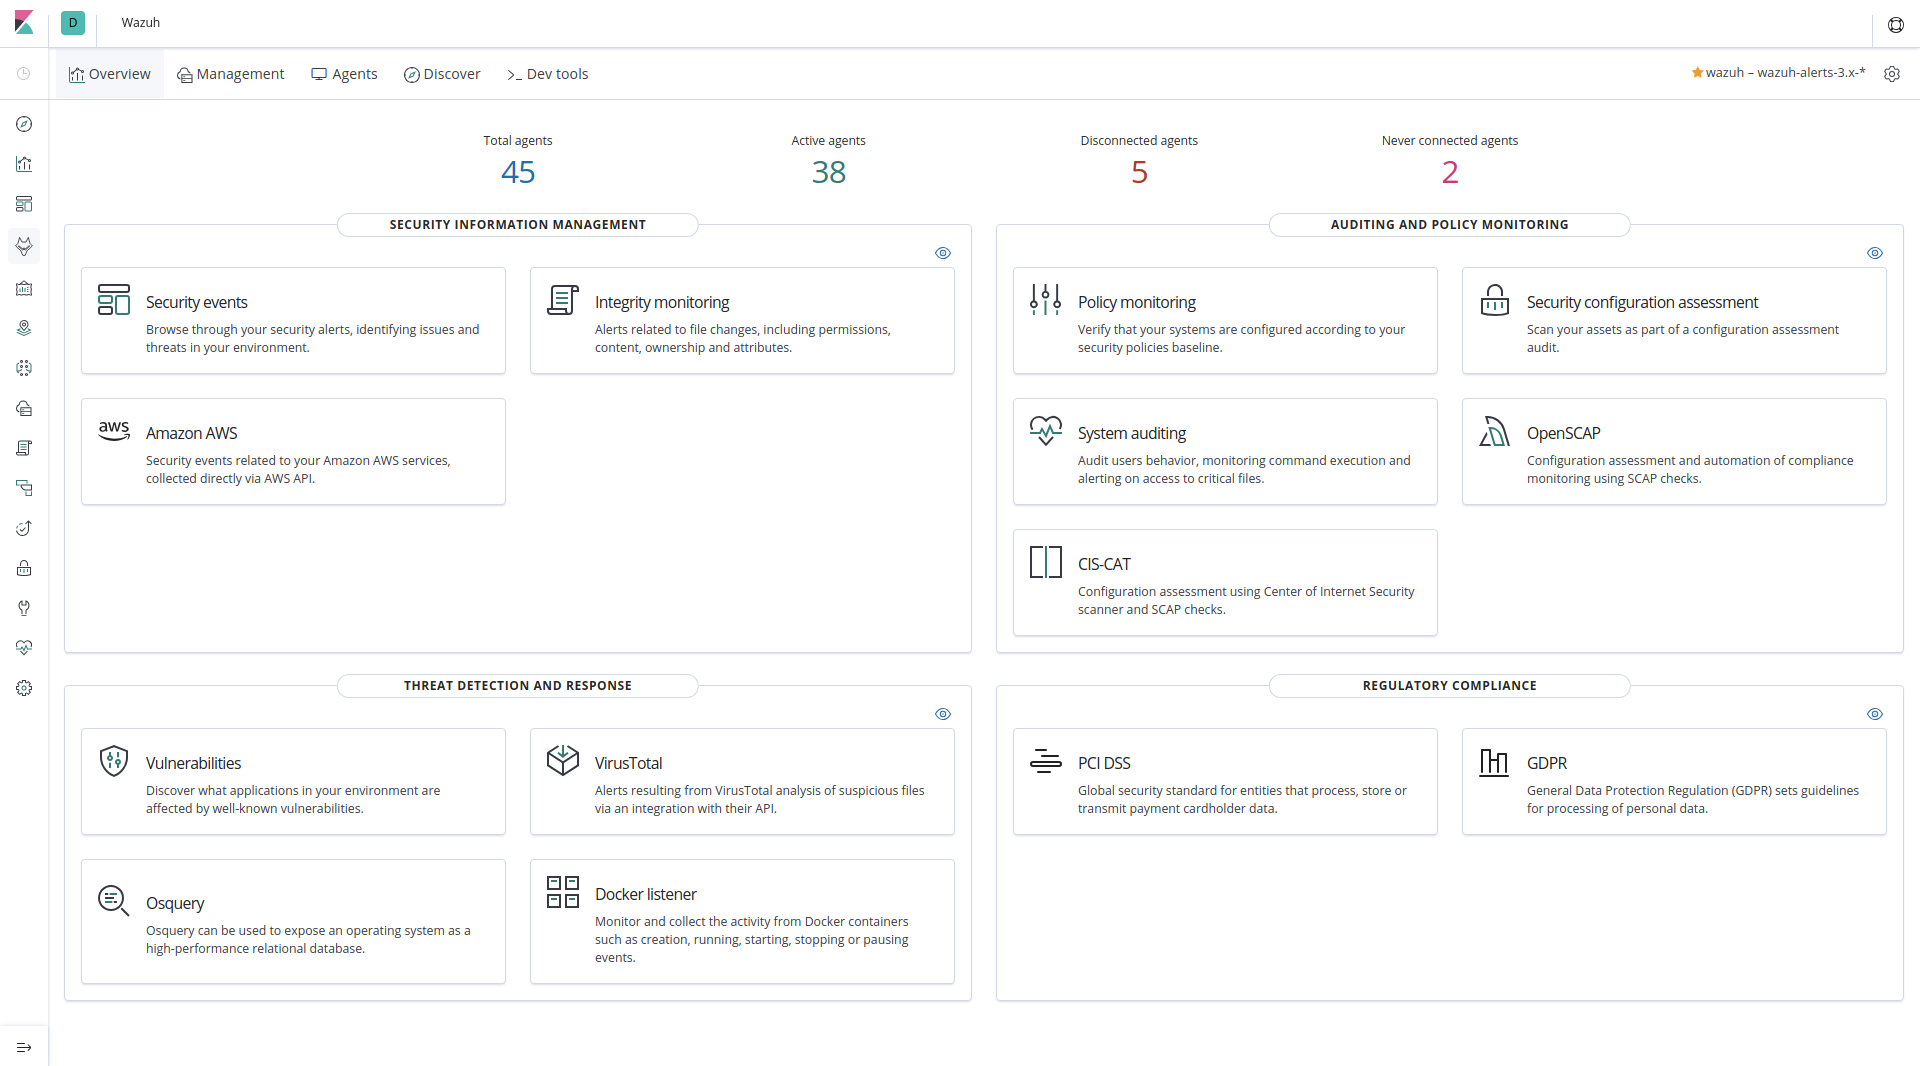 D
Wazuh
Overview
Management
Agents
Discover
Dev tools
wazuh – wazuh-alerts-3.x-*
Total agents
45
Active agents
38
Disconnected agents
5
Never connected agents
2
SECURITY INFORMATION MANAGEMENT
Security events
Browse through your security alerts, identifying issues and
threats in your environment.
Integrity monitoring
Alerts related to file changes, including permissions,
content, ownership and attributes.
aws
Amazon AWS
Security events related to your Amazon AWS services,
collected directly via AWS API.
AUDITING AND POLICY MONITORING
Policy monitoring
Verify that your systems are configured according to your
security policies baseline.
Security configuration assessment
Scan your assets as part of a configuration assessment
audit.
System auditing
Audit users behavior, monitoring command execution and
alerting on access to critical files.
OpenSCAP
Configuration assessment and automation of compliance
monitoring using SCAP checks.
CIS-CAT
Configuration assessment using Center of Internet Security
scanner and SCAP checks.
THREAT DETECTION AND RESPONSE
Vulnerabilities
Discover what applications in your environment are
affected by well-known vulnerabilities.
VirusTotal
Alerts resulting from VirusTotal analysis of suspicious files
via an integration with their API.
Osquery
Osquery can be used to expose an operating system as a
high-performance relational database.
Docker listener
Monitor and collect the activity from Docker containers
such as creation, running, starting, stopping or pausing
events.
REGULATORY COMPLIANCE
PCI DSS
Global security standard for entities that process, store or
transmit payment cardholder data.
GDPR
General Data Protection Regulation (GDPR) sets guidelines
for processing of personal data.